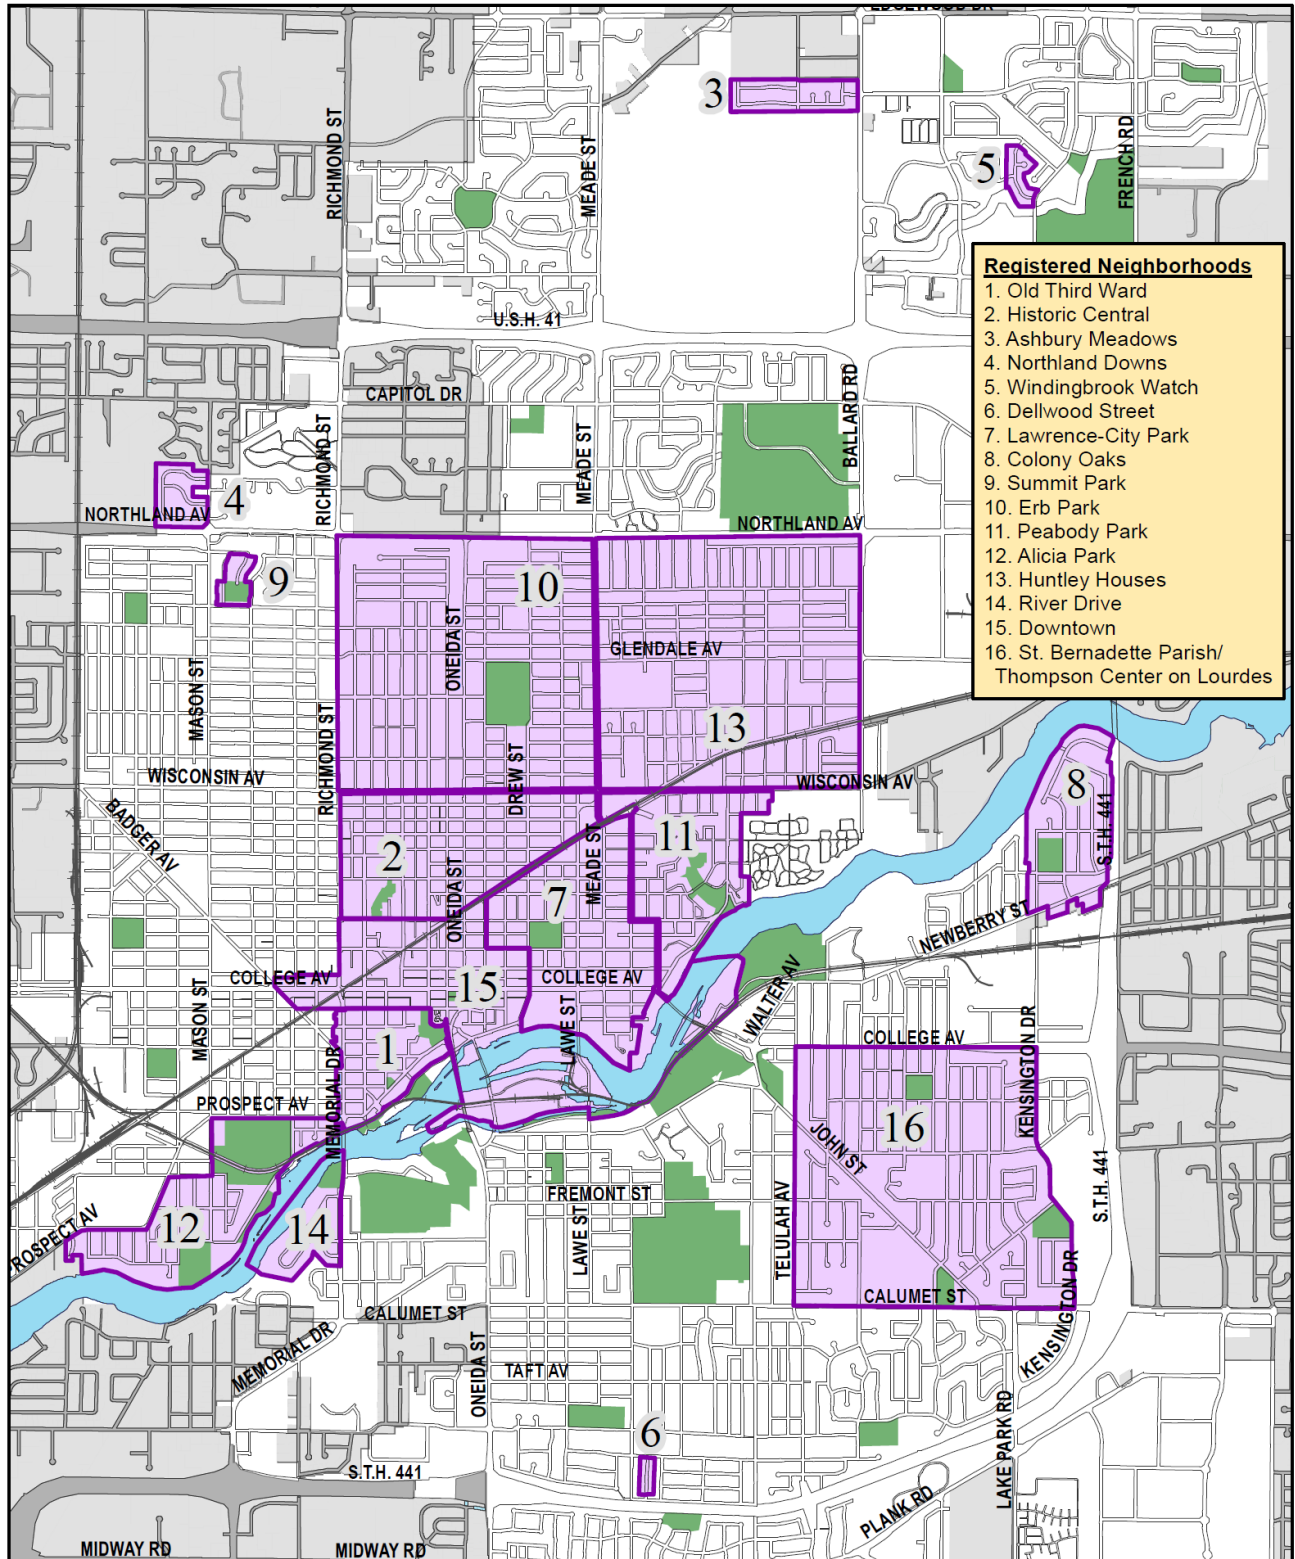 EDGEWOOD DR
3
RICHMOND ST
MEADE ST
FRENCH RD
5
Registered Neighborhoods
1. Old Third Ward
2. Historic Central
3. Ashbury Meadows
4. Northland Downs
5. Windingbrook Watch
6. Dellwood Street
7. Lawrence-City Park
8. Colony Oaks
9. Summit Park
10. Erb Park
11. Peabody Park
12. Alicia Park
13. Huntley Houses
14. River Drive
15. Downtown
16. St. Bernadette Parish/
Thompson Center on Lourdes
U.S.H. 41
CAPITOL DR
BALLARD RD
RICHMOND ST
MEADE ST
4
NORTHLAND AV
NORTHLAND AV
9
10
ONEIDA ST
GLENDALE AV
MASON ST
RICHMOND ST
13
DREW ST
WISCONSIN AV
WISCONSIN AV
8
S.T.H. 441
BADGER AV
11
2
MEADE ST
ONEIDA ST
7
NEWBERRY ST
COLLEGE AV
15
COLLEGE AV
WALTER AV
MASON ST
LAWE ST
1
COLLEGE AV
KENSINGTON DR
MEMORIAL DR
PROSPECT AV
16
JOHN ST
FREMONT ST
S.T.H. 441
TELULAH AV
LAWE ST
12
14
PROSPECT AV
CALUMET ST
CALUMET ST
KENSINGTON DR
MEMORIAL DR
ONEIDA ST
TAFT AV
LAKE PARK RD
6
S.T.H. 441
PLANK RD
MIDWAY RD
MIDWAY RD